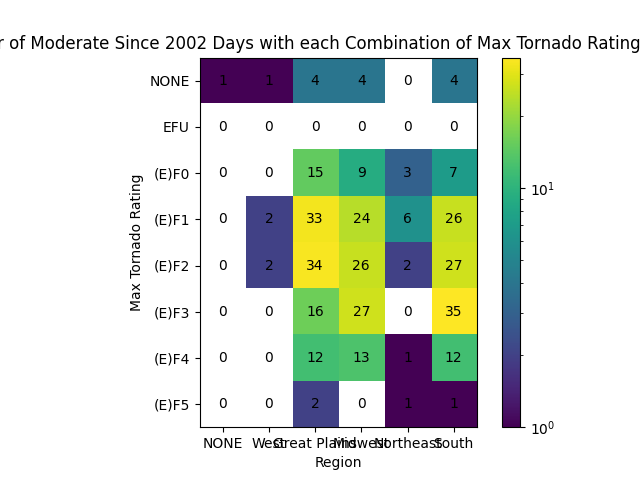 of Moderate Since 2002 Days with each Combination of Max Tornado Rating
NONE 1 1 4 4 0 4
EFU 0 0 0 0 0 0
(E)F0 0 0 15 9 3 7
(E)F1 0 2 33 24 6 26
(E)F2 0 2 34 26 2 27
(E)F3 0 0 16 27 0 35
(E)F4 0 0 12 13 1 12
(E)F5 0 0 2 0 1 1
Max Tornado Rating
NONE West Great Plains Midwest Northeast South
Region
10^1
10^0